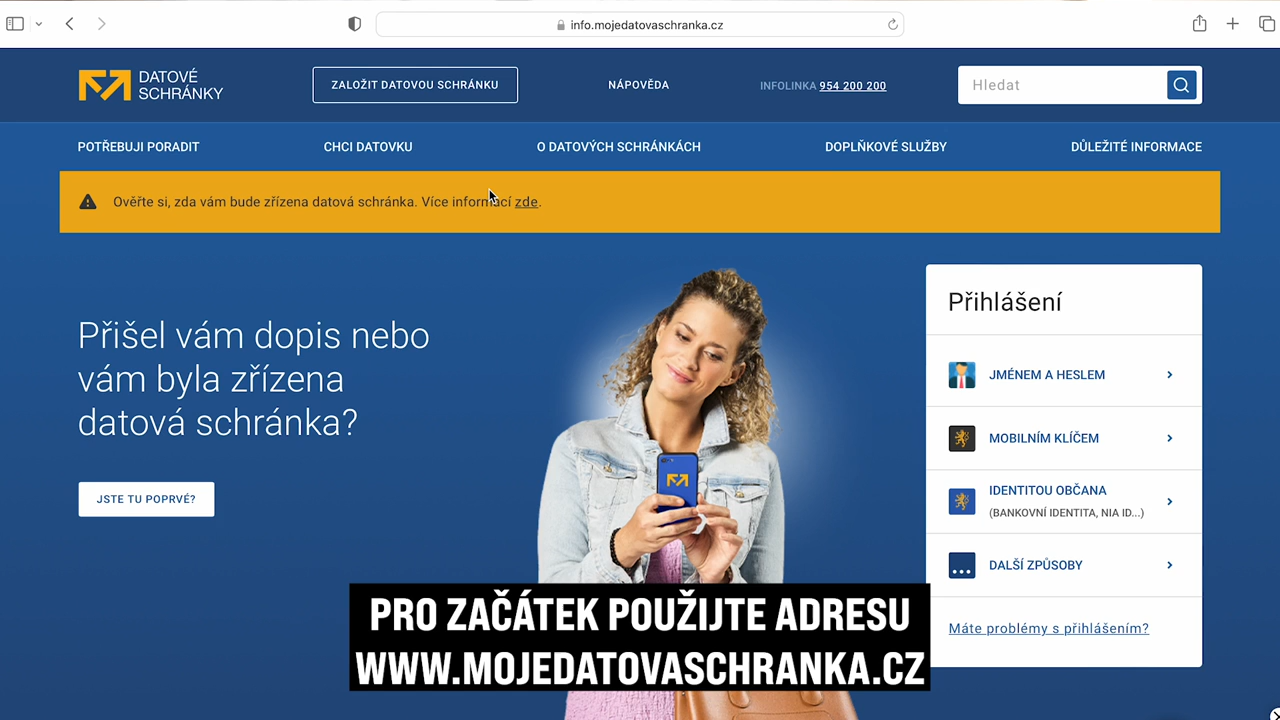 info.mojedatovaschranka.cz
DATOVÉ
SCHRÁNKY
ZALOŽIT DATOVOU SCHRÁNKU
NÁPOVĚDA
INFOLINKA 954 200 200
Hledat
POTŘEBUJI PORADIT
CHCI DATOVKU
O DATOVÝCH SCHRÁNKÁCH
DOPLŇKOVÉ SLUŽBY
DŮLEŽITÉ INFORMACE
Ověřte si, zda vám bude zřízena datová schránka. Více informací zde.
Přišel vám dopis nebo
vám byla zřízena
datová schránka?
JSTE TU POPRVÉ?
Přihlášení
JMÉNEM A HESLEM
MOBILNÍM KLÍČEM
IDENTITOU OBČANA
(BANKOVNÍ IDENTITA, NIA ID...)
DALŠÍ ZPŮSOBY
Máte problémy s přihlášením?
PRO ZAČÁTEK POUŽIJTE ADRESU
WWW.MOJEDATOVASCHRANKA.CZ